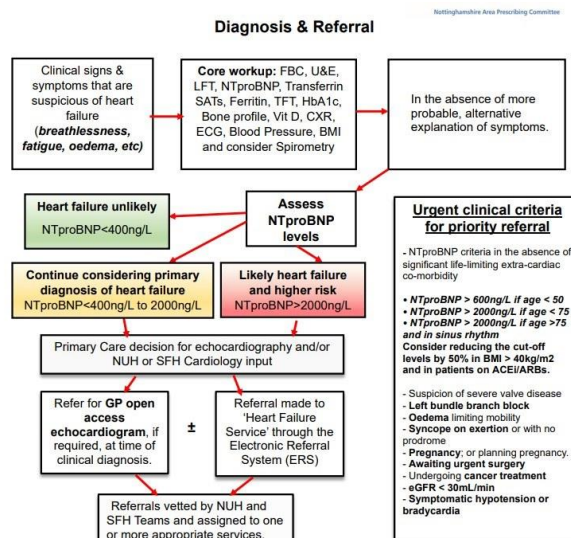 Nottinghamshire Area Prescribing Committee
Diagnosis & Referral
Clinical signs &
symptoms that are
suspicious of heart
failure
(breathlessness,
fatigue, oedema, etc)
Core workup: FBC, U&E,
LFT, NTproBNP, Transferrin
SATs, Ferritin, TFT, HbA1c,
Bone profile, Vit D, CXR,
ECG, Blood Pressure, BMI
and consider Spirometry
In the absence of more
probable, alternative
explanation of symptoms.
Heart failure unlikely
NTproBNP<400ng/L
Assess
NTproBNP
levels
Continue considering primary
diagnosis of heart failure
NTproBNP<400ng/L to 2000ng/L
Likely heart failure
and higher risk
NTproBNP>2000ng/L
Primary Care decision for echocardiography and/or
NUH or SFH Cardiology input
Refer for GP open
access
echocardiogram, if
required, at time of
clinical diagnosis.
±
Referral made to
'Heart Failure
Service' through the
Electronic Referral
System (ERS)
Referrals vetted by NUH and
SFH Teams and assigned to one
or more appropriate services.
Urgent clinical criteria
for priority referral
- NTproBNP criteria in the absence of
significant life-limiting extra-cardiac
co-morbidity
• NTproBNP > 600ng/L if age < 50
• NTproBNP > 2000ng/L if age < 75
• NTproBNP > 2000ng/L if age >75
and in sinus rhythm
Consider reducing the cut-off
levels by 50% in BMI > 40kg/m2
and in patients on ACEi/ARBs.
- Suspicion of severe valve disease
- Left bundle branch block
- Oedema limiting mobility
- Syncope on exertion or with no
prodrome
- Pregnancy; or planning pregnancy.
- Awaiting urgent surgery
- Undergoing cancer treatment
- eGFR < 30mL/min
- Symptomatic hypotension or
bradycardia